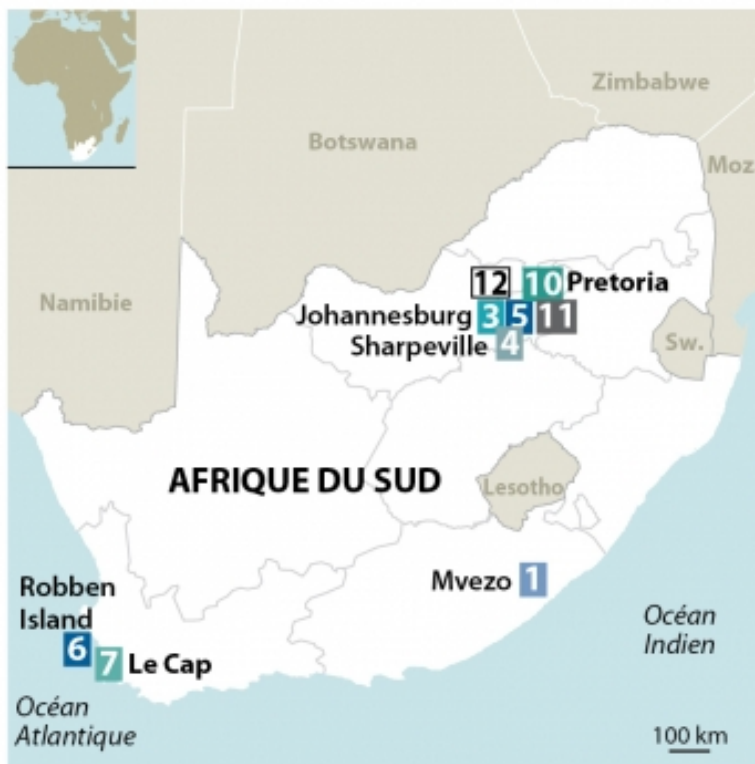 Zimbabwe
Botswana
Moz
Namibie
12 10 Pretoria
Johannesburg 3 5 11
Sharpeville 4
Sw.
AFRIQUE DU SUD
Lesotho
Mvezo 1
Robben
Island
6
7 Le Cap
Océan
Indien
Océan
Atlantique
100 km